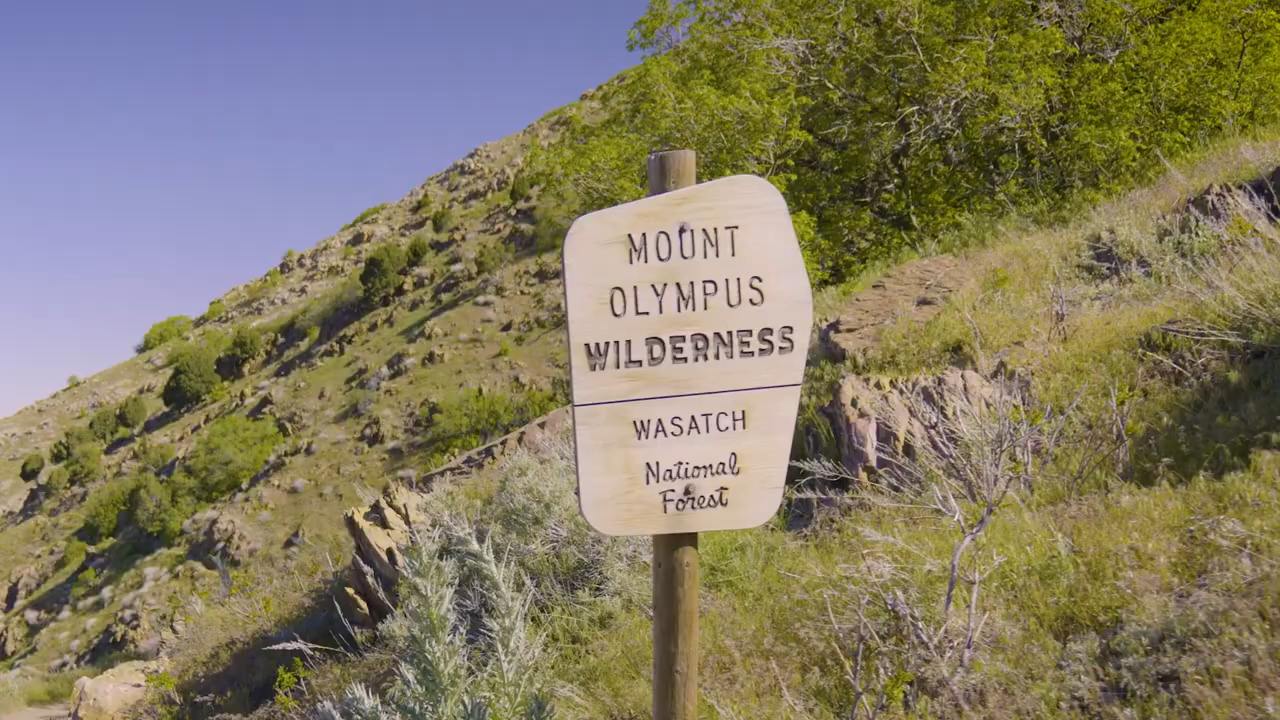 MOUNT
OLYMPUS
WILDERNESS
WASATCH
National
Forest